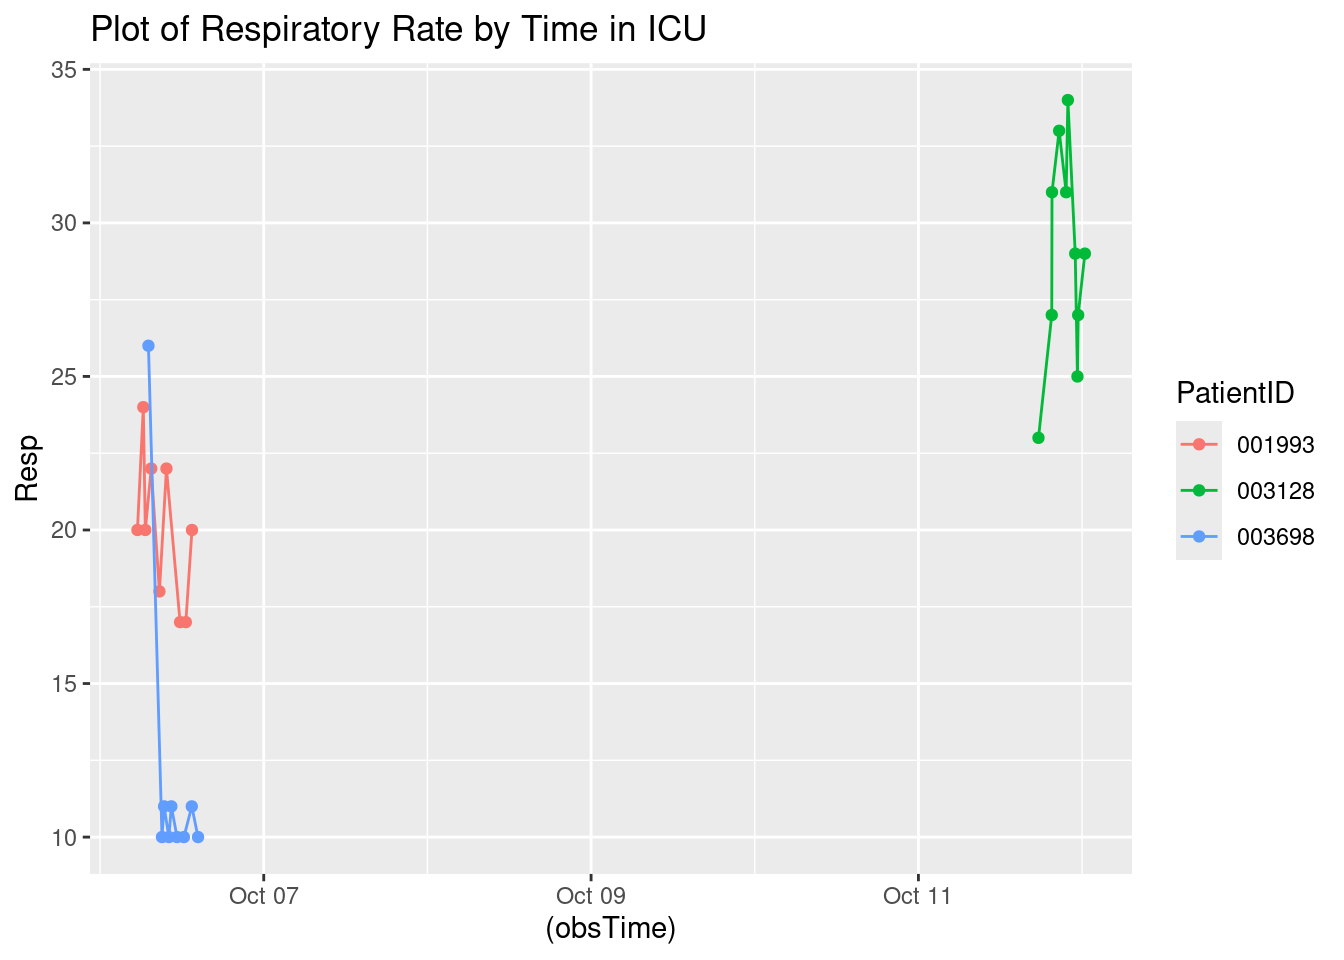 Plot of Respiratory Rate by Time in ICU
35
30
25
20
15
10
Resp
Oct 07
Oct 09
Oct 11
(obsTime)
PatientID
001993
003128
003698